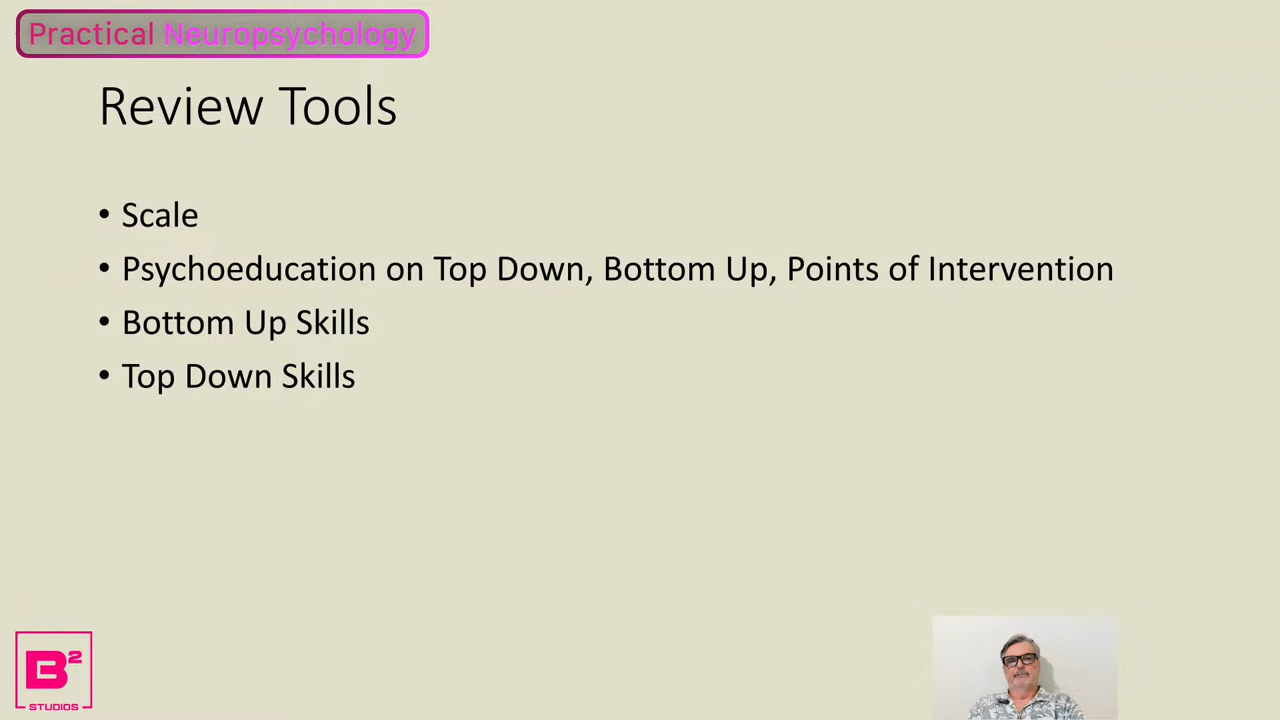 Practical Neuropsychology
Review Tools
• Scale
• Psychoeducation on Top Down, Bottom Up, Points of Intervention
• Bottom Up Skills
• Top Down Skills
B²
STUDIOS